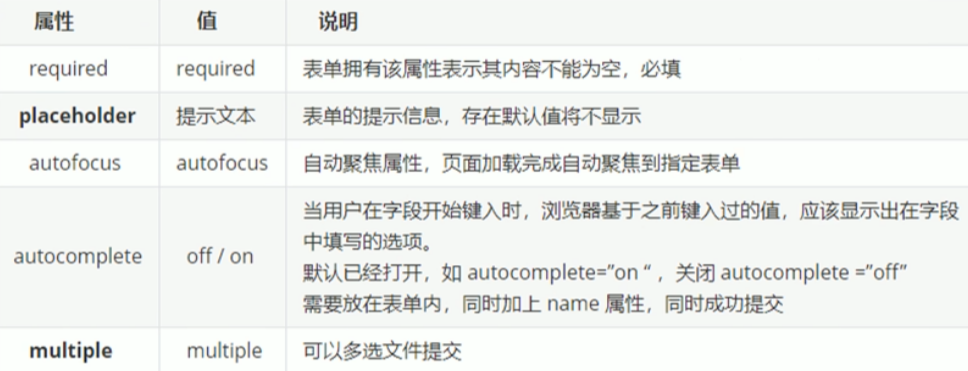 属性 值 说明
required required 表单拥有该属性表示其内容不能为空，必填
placeholder 提示文本 表单的提示信息，存在默认值将不显示
autofocus autofocus 自动聚焦属性，页面加载完成自动聚焦到指定表单
autocomplete off / on 当用户在字段开始键入时，浏览器基于之前键入过的值，应该显示出在字段
中填写的选项。
默认已经打开，如 autocomplete=”on “ ，关闭 autocomplete =”off”
需要放在表单内，同时加上 name 属性，同时成功提交
multiple multiple 可以多选文件提交